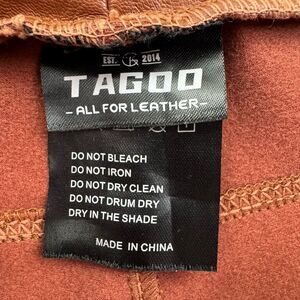 EST. 2014
TAGOO
- ALL FOR LEATHER -
DO NOT BLEACH
DO NOT IRON
DO NOT DRY CLEAN
DO NOT DRUM DRY
DRY IN THE SHADE
MADE IN CHINA